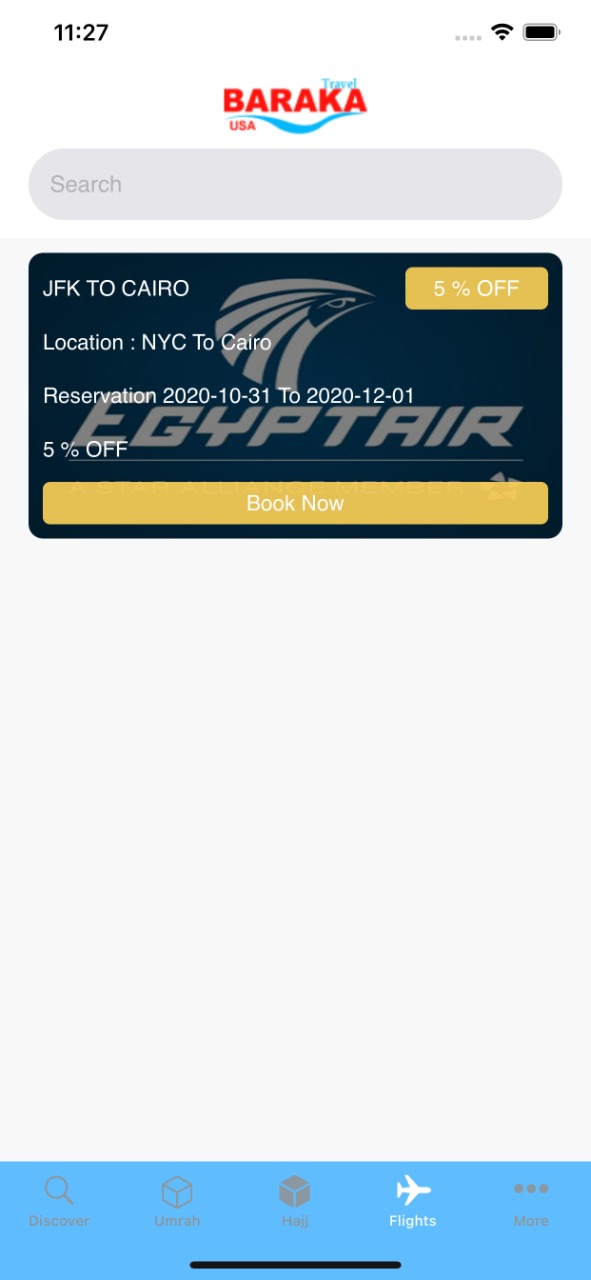 11:27
Travel
BARAKA
USA
Search
JFK TO CAIRO
5 % OFF
Location : NYC To Cairo
Reservation 2020-10-31 To 2020-12-01
EGYPTAIR
5 % OFF
A STAR ALLIANCE MEMBER
Book Now
Discover
Umrah
Hajj
Flights
More